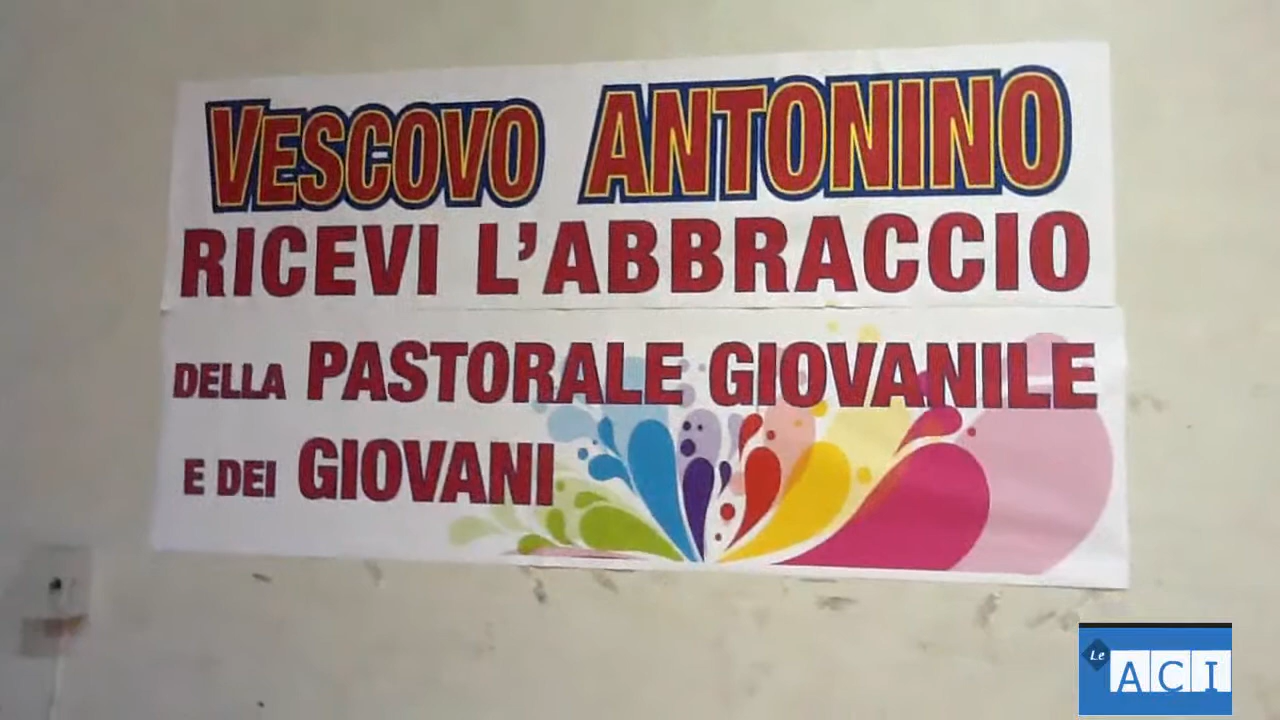 VESCOVO ANTONINO
RICEVI L'ABBRACCIO
DELLA PASTORALE GIOVANILE
E DEI GIOVANI
Le
ACI